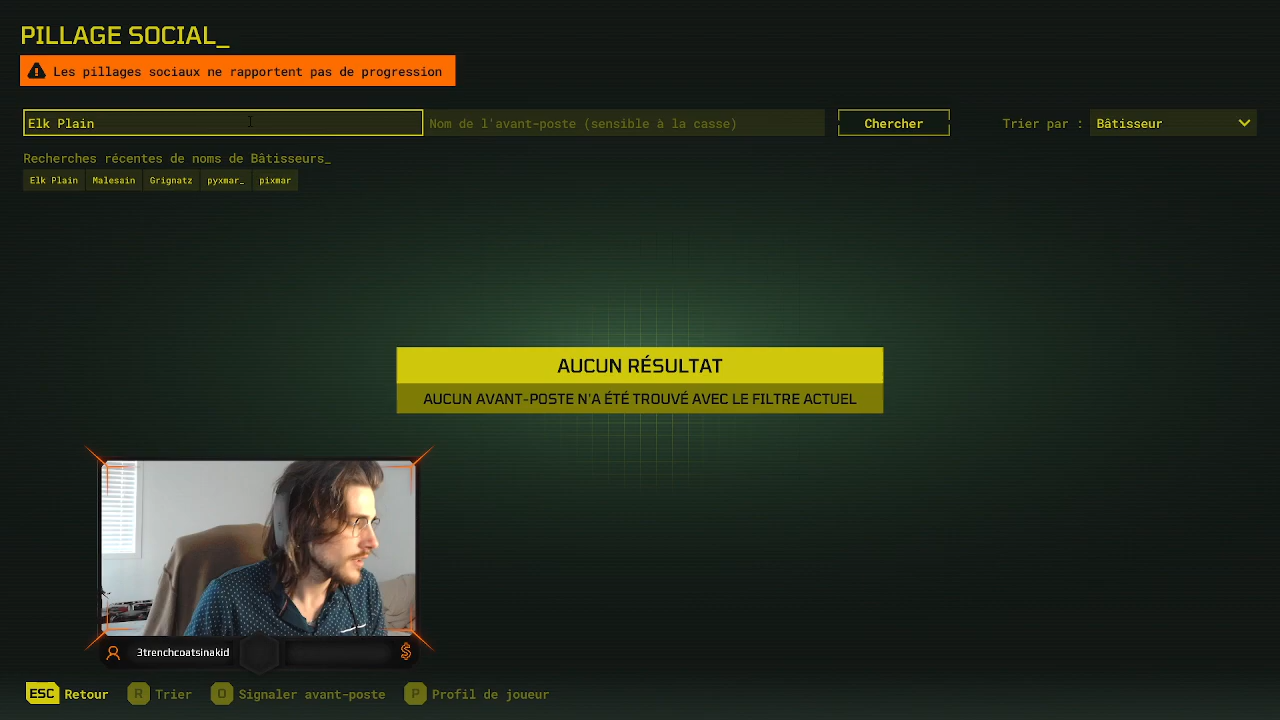 PILLAGE SOCIAL_
Les pillages sociaux ne rapportent pas de progression
Elk Plain
Nom de l'avant-poste (sensible à la casse)
Chercher
Trier par : Bâtisseur
Recherches récentes de noms de Bâtisseurs_
Elk Plain Malesain Grignatz pyxmar_ pixmar
AUCUN RÉSULTAT
AUCUN AVANT-POSTE N'A ÉTÉ TROUVÉ AVEC LE FILTRE ACTUEL
3trenchcoatsinakid
ESC Retour R Trier O Signaler avant-poste P Profil de joueur